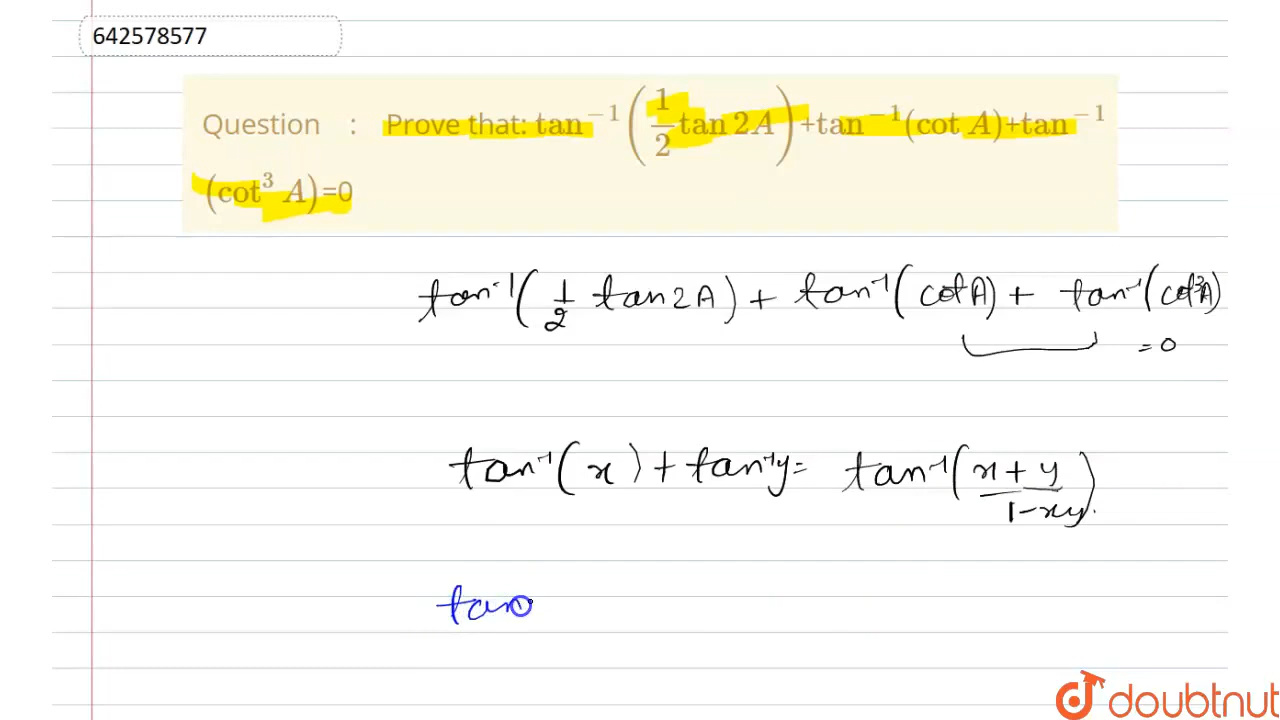 642578577
Question : Prove that: tan⁻¹(1/2 tan 2A)+tan⁻¹(cot A)+tan⁻¹
(cot³ A)=0
tan⁻¹(1/2 tan 2A) + tan⁻¹(cot A) + tan⁻¹(cot³A)
= 0
tan⁻¹(x) + tan⁻¹y = tan⁻¹(x + y / 1 - xy).
tan
doubtnut